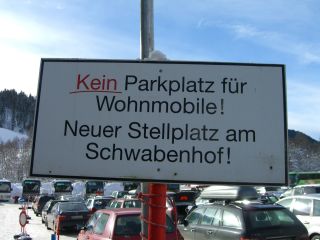 Kein Parkplatz für
Wohnmobile!
Neuer Stellplatz am
Schwabenhof!